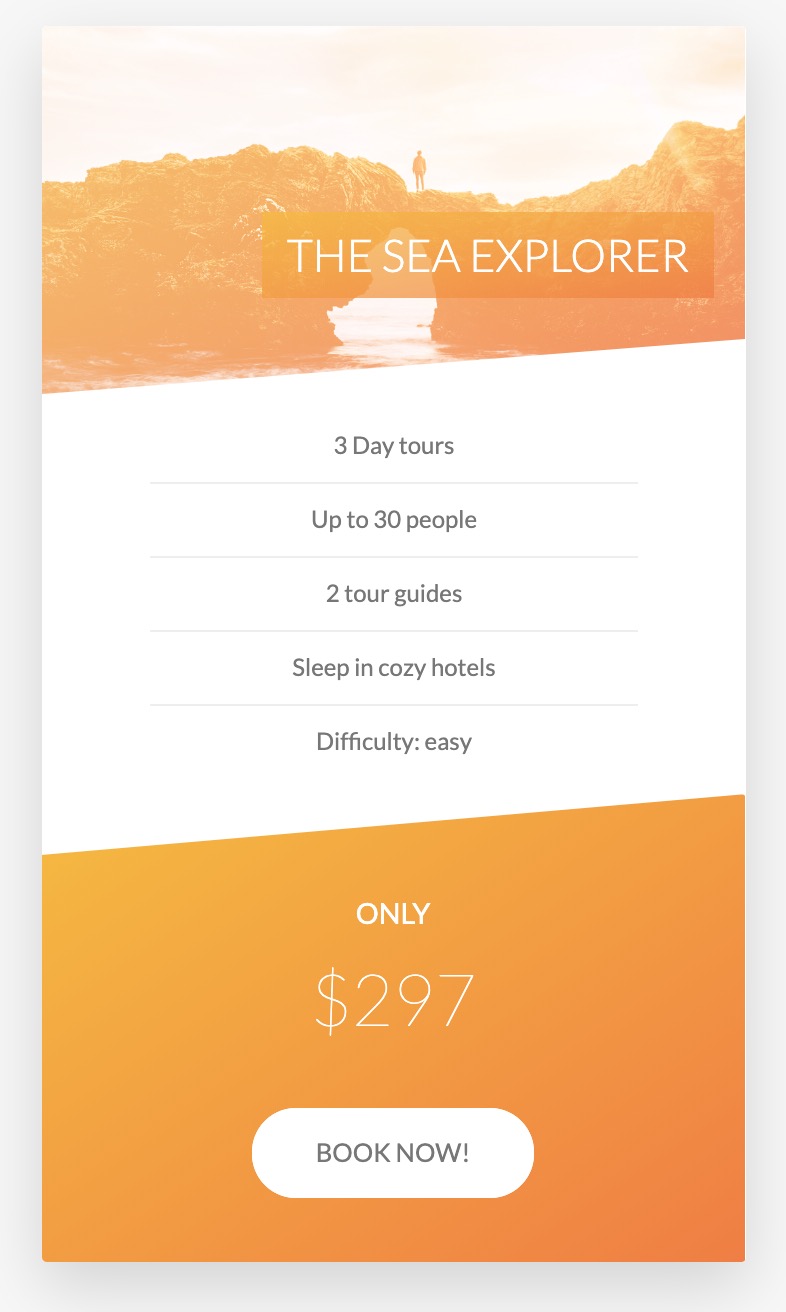 THE SEA EXPLORER
3 Day tours
Up to 30 people
2 tour guides
Sleep in cozy hotels
Difficulty: easy
ONLY
$297
BOOK NOW!